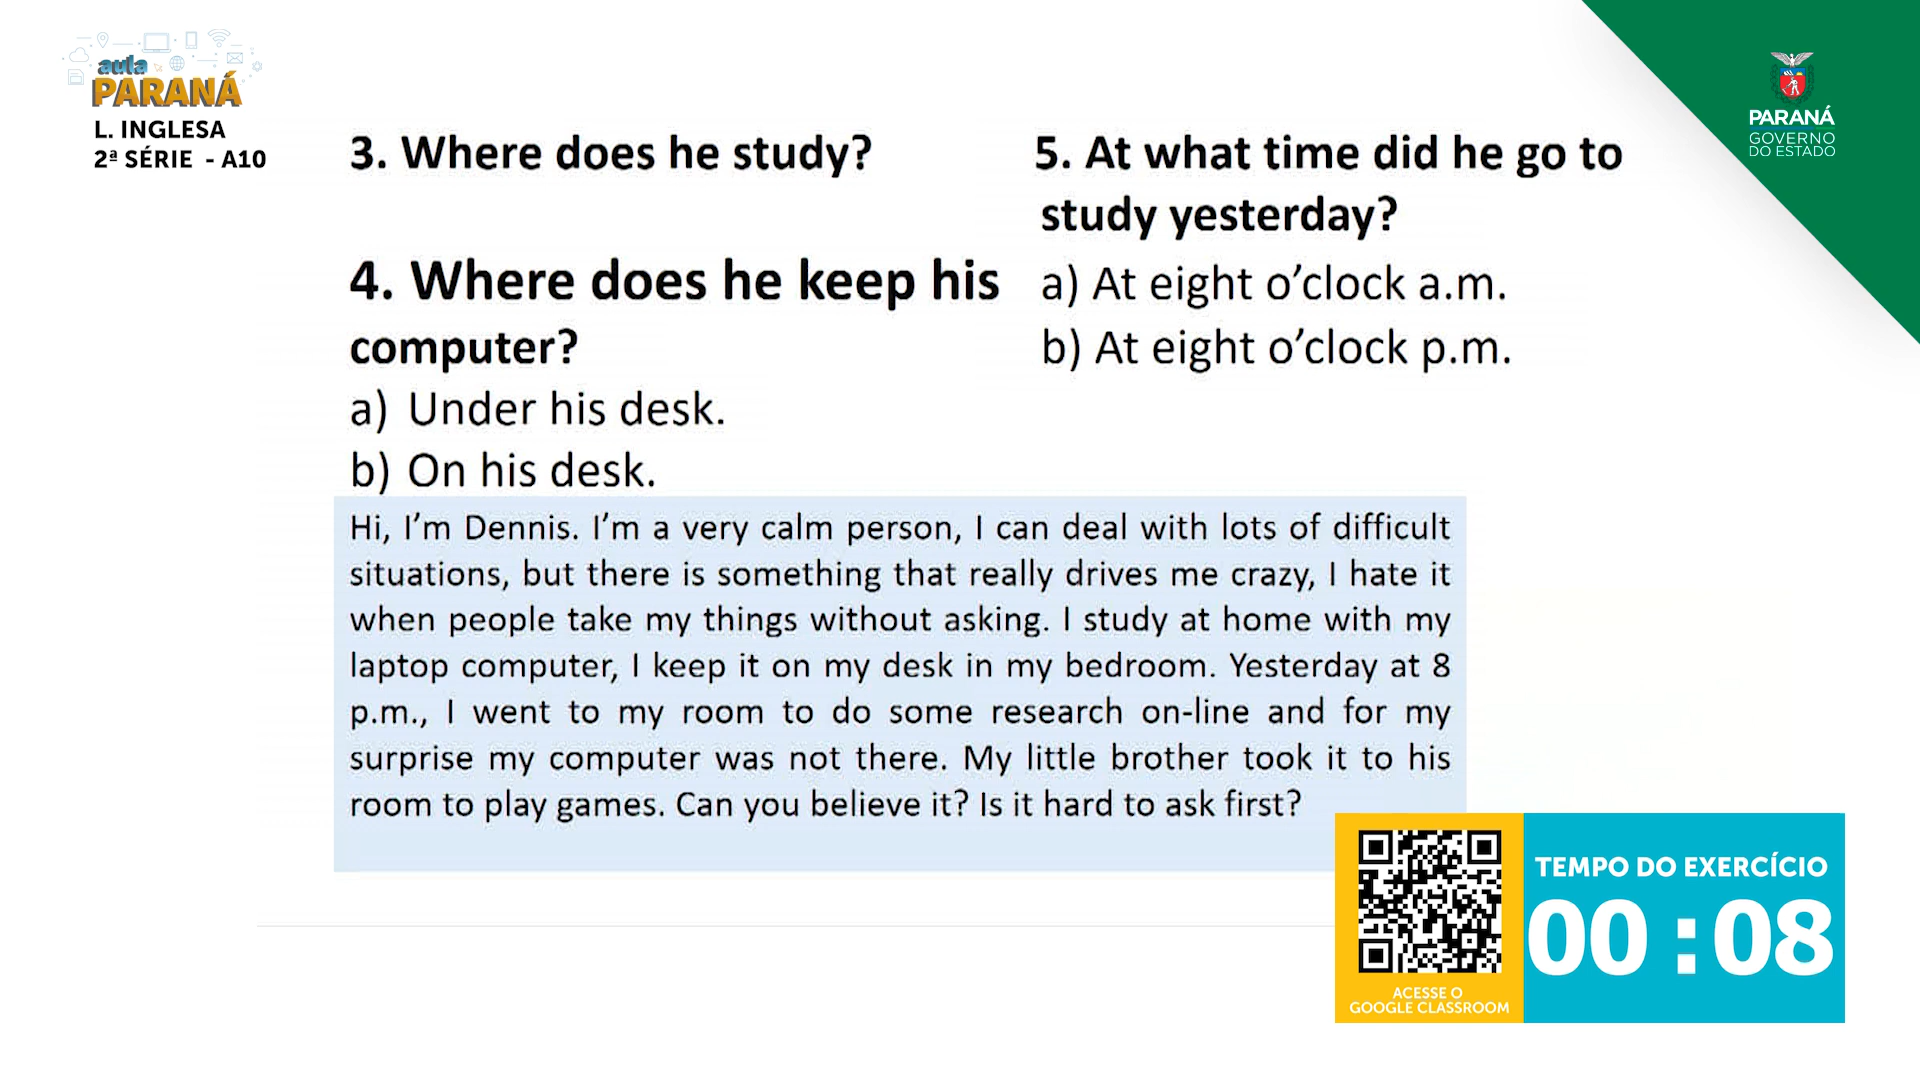 aula
PARANÁ
L. INGLESA
2ª SÉRIE - A10
3. Where does he study?
4. Where does he keep his
computer?
a) Under his desk.
b) On his desk.
5. At what time did he go to
study yesterday?
a) At eight o’clock a.m.
b) At eight o’clock p.m.
PARANÁ
GOVERNO
DO ESTADO
Hi, I’m Dennis. I’m a very calm person, I can deal with lots of difficult
situations, but there is something that really drives me crazy, I hate it
when people take my things without asking. I study at home with my
laptop computer, I keep it on my desk in my bedroom. Yesterday at 8
p.m., I went to my room to do some research on-line and for my
surprise my computer was not there. My little brother took it to his
room to play games. Can you believe it? Is it hard to ask first?
ACESSE O
GOOGLE CLASSROOM
TEMPO DO EXERCÍCIO
00 : 08